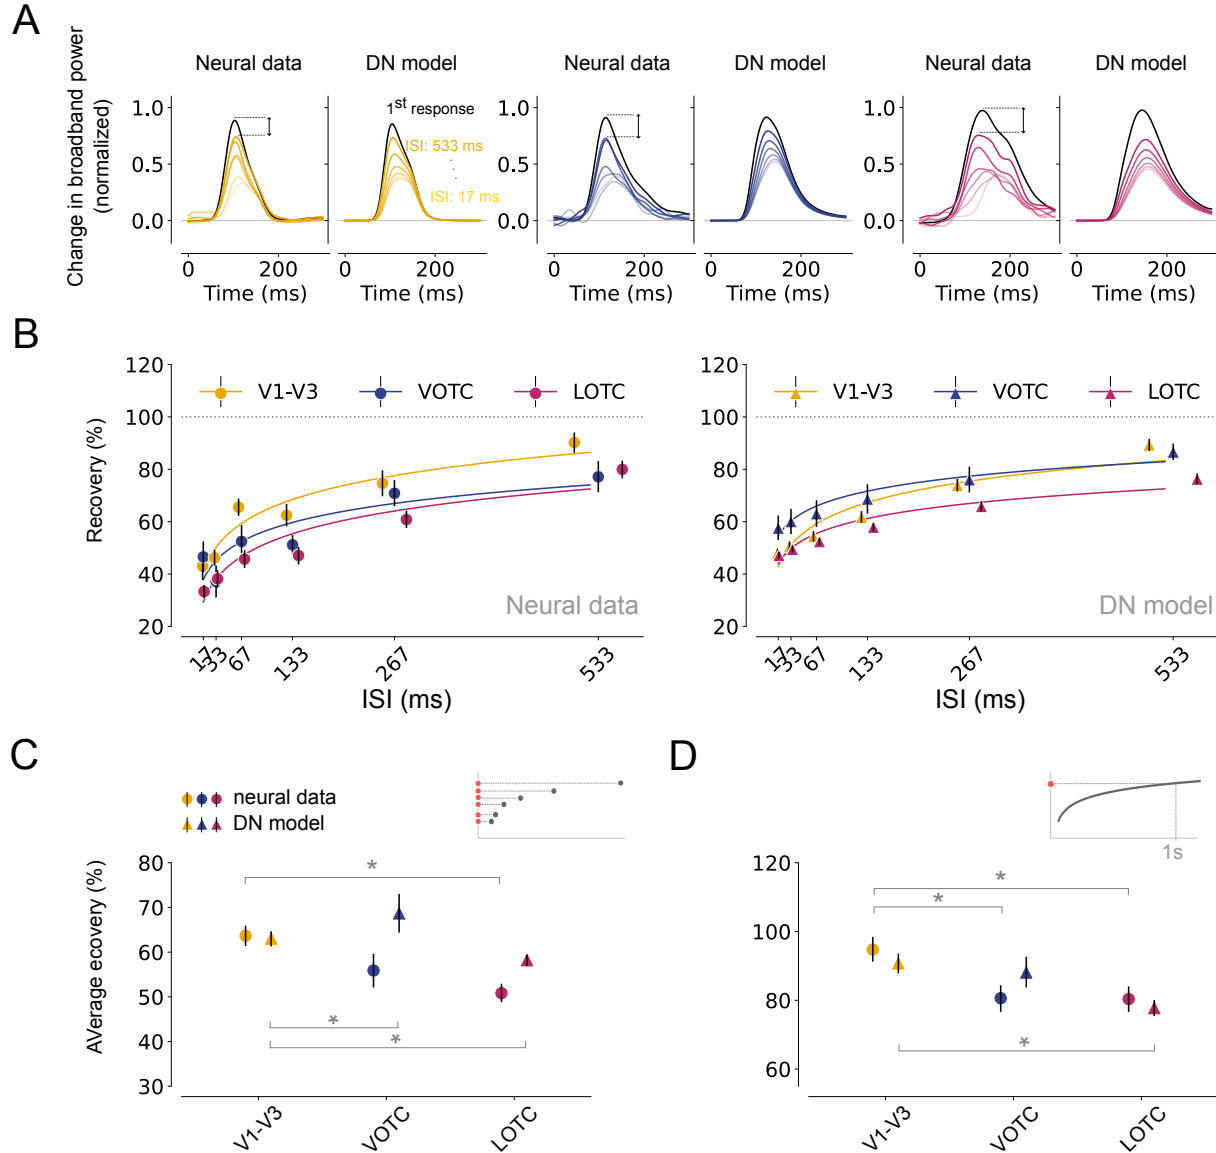 A
Neural data DN model Neural data DN model Neural data DN model
Change in broadband power
(normalized)
1.0 1.0 1.0
0.5 0.5 0.5
0.0 0.0 0.0
1st response
ISI: 533 ms
ISI: 17 ms
0 200 0 200 0 200 0 200 0 200 0 200
Time (ms) Time (ms) Time (ms) Time (ms) Time (ms) Time (ms)
B
Recovery (%)
120 120
100 100
80 80
60 60
40 40
20 20
V1-V3 VOTC LOTC V1-V3 VOTC LOTC
Neural data DN model
17 33 67 133 267 533 17 33 67 133 267 533
ISI (ms) ISI (ms)
C
neural data
DN model
AVerage ecovery (%)
80
70
60
50
40
30
* * *
V1-V3 VOTC LOTC
D
1s
120
100
80
60
* * *
V1-V3 VOTC LOTC